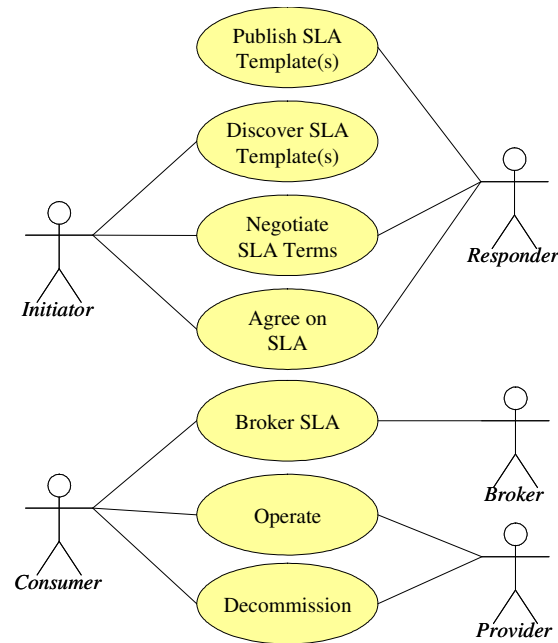 Publish SLA
Template(s)
Discover SLA
Template(s)
Negotiate
SLA Terms
Agree on
SLA
Initiator
Responder
Broker SLA
Operate
Decommission
Consumer
Broker
Provider